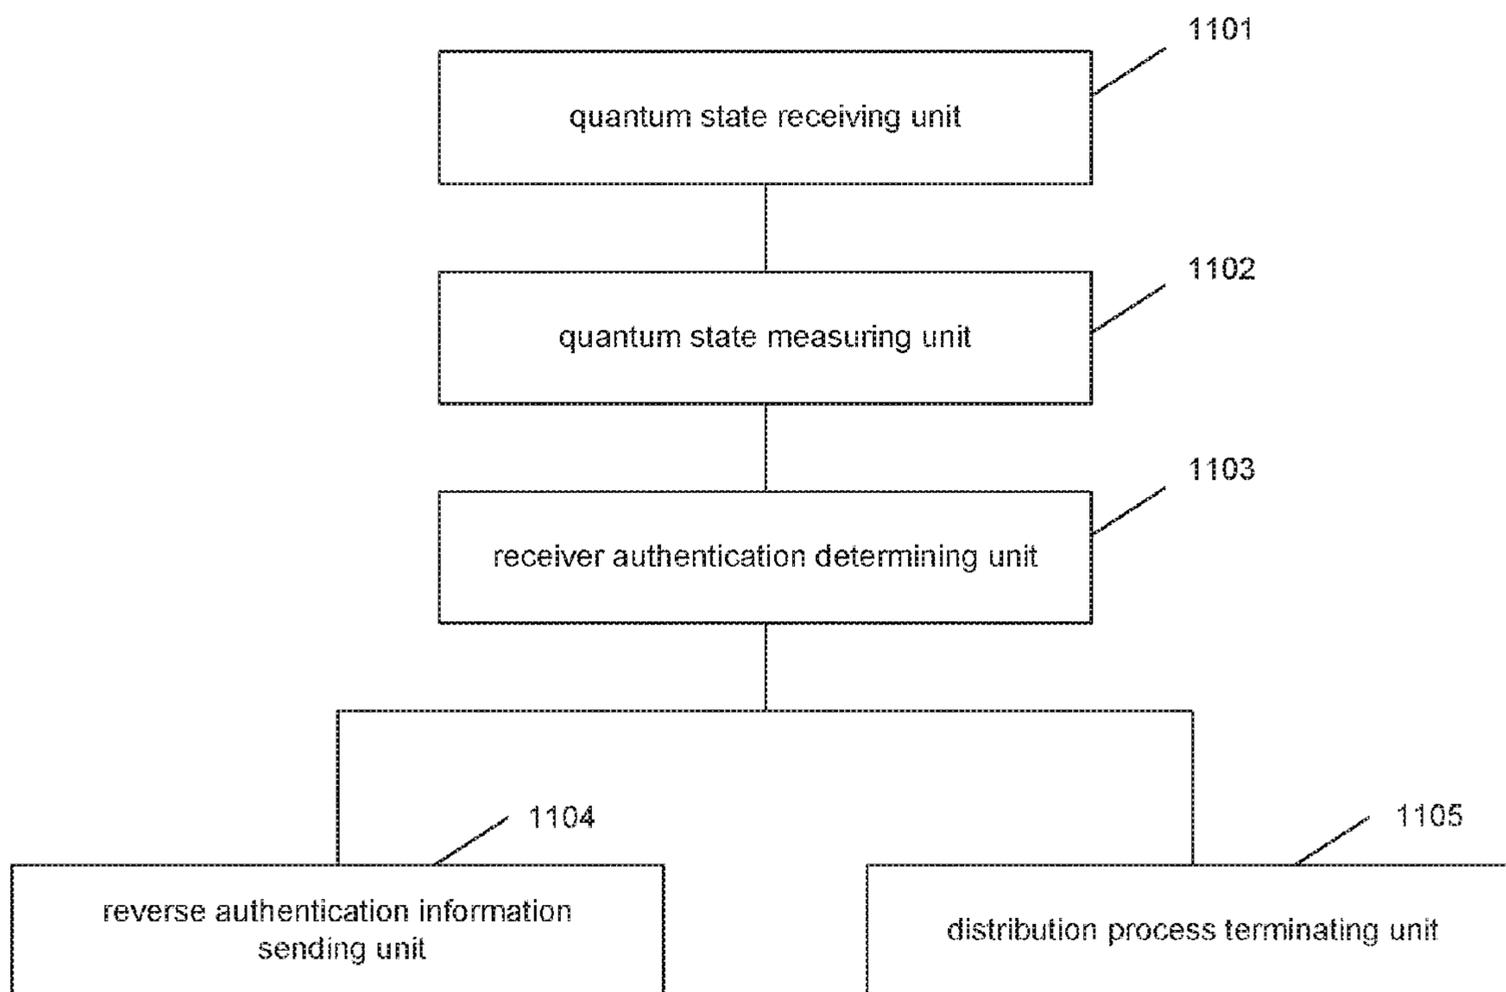 1101
quantum state receiving unit
1102
quantum state measuring unit
1103
receiver authentication determining unit
1104
reverse authentication information
sending unit
1105
distribution process terminating unit